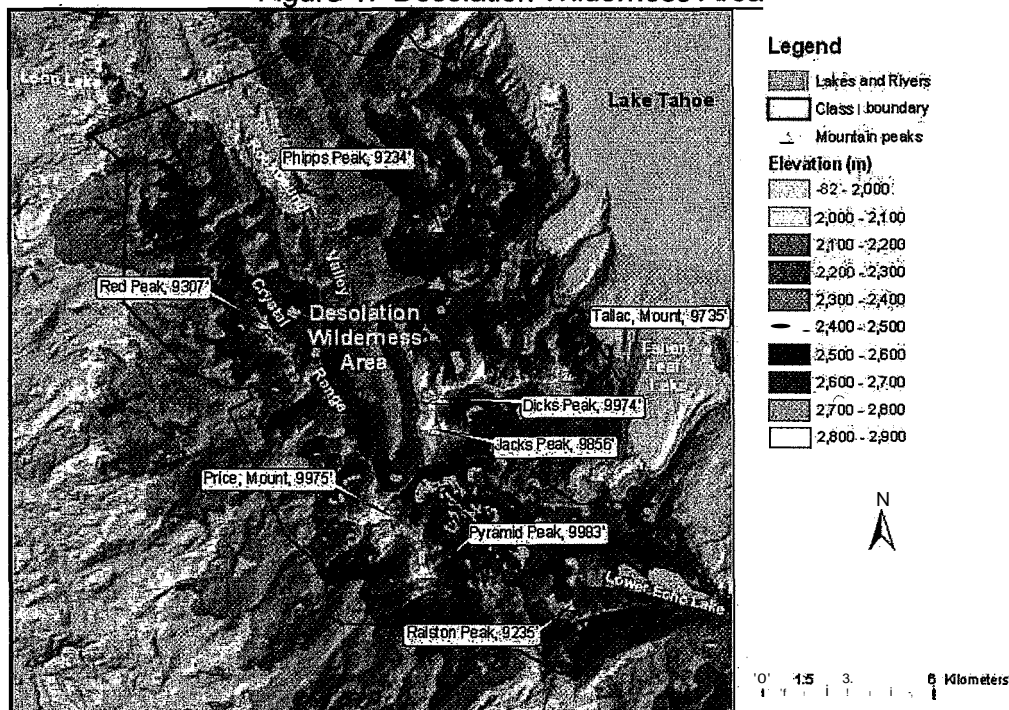 Figure 1: Desolation Wilderness Area
Loon Lake
Lake Tahoe
Phipps Peak, 9234'
Valley
Red Peak, 9307'
Crystal
Range
Desolation
Wilderness
Area
Tallac, Mount, 9735'
Dicks Peak, 9974'
Jacks Peak, 9856'
Price, Mount, 9975'
Pyramid Peak, 9983'
Lower Echo Lake
Ralston Peak, 9235'
Legend
Lakes and Rivers
Class I boundary
Mountain peaks
Elevation (m)
-82 - 2,000
2,000 - 2,100
2,100 - 2,200
2,200 - 2,300
2,300 - 2,400
2,400 - 2,500
2,500 - 2,600
2,600 - 2,700
2,700 - 2,800
2,800 - 2,900
N
0 1.5 3 6 Kilometers